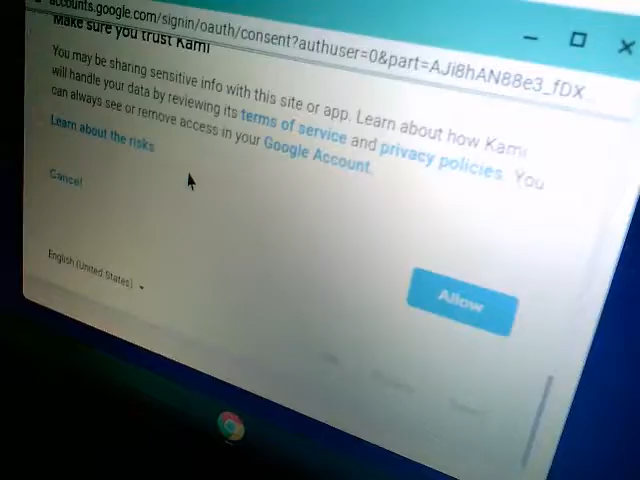 accounts.google.com/signin/oauth/consent?authuser=0&part=AJi8hAN88e3_fDX
Make sure you trust Kami
You may be sharing sensitive info with this site or app. Learn about how Kami
will handle your data by reviewing its terms of service and privacy policies. You
can always see or remove access in your Google Account.
Learn about the risks
Cancel
Allow
English (United States)